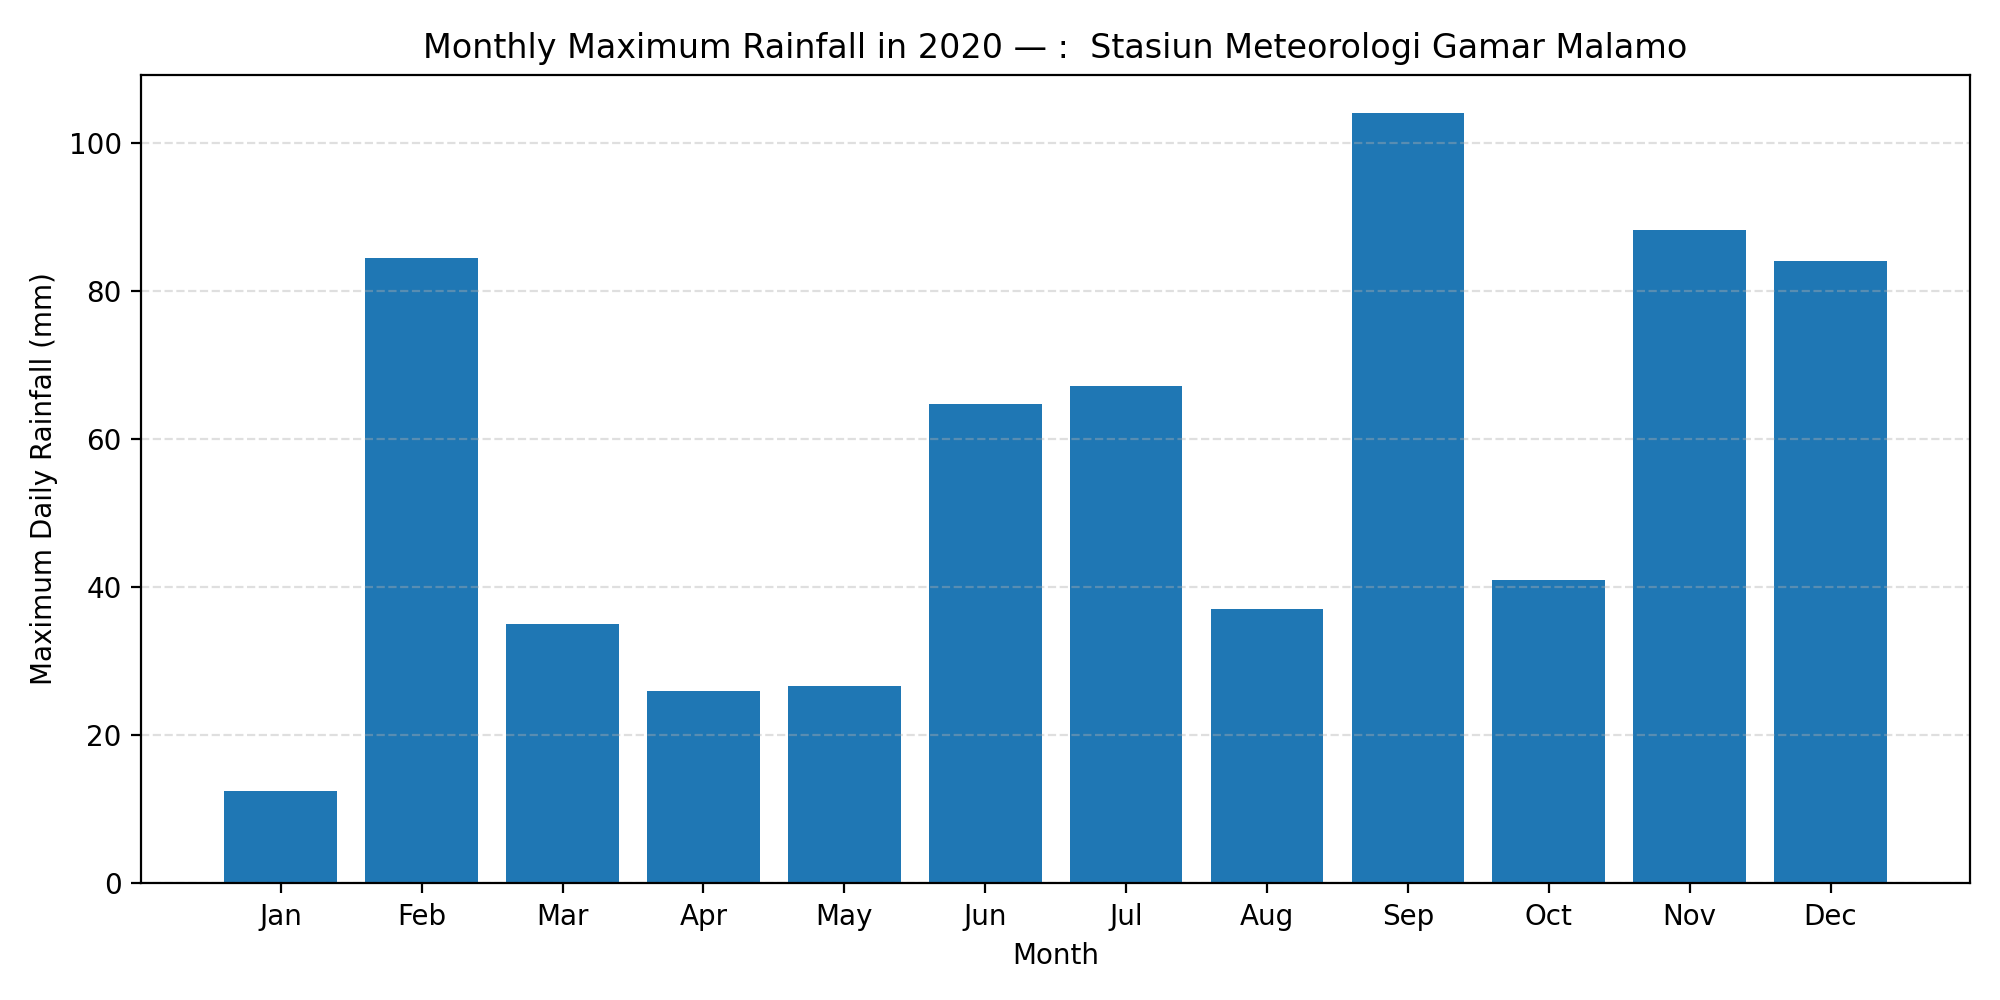 Monthly Maximum Rainfall in 2020 — :  Stasiun Meteorologi Gamar Malamo
Maximum Daily Rainfall (mm)
100
80
60
40
20
0
Jan Feb Mar Apr May Jun Jul Aug Sep Oct Nov Dec
Month